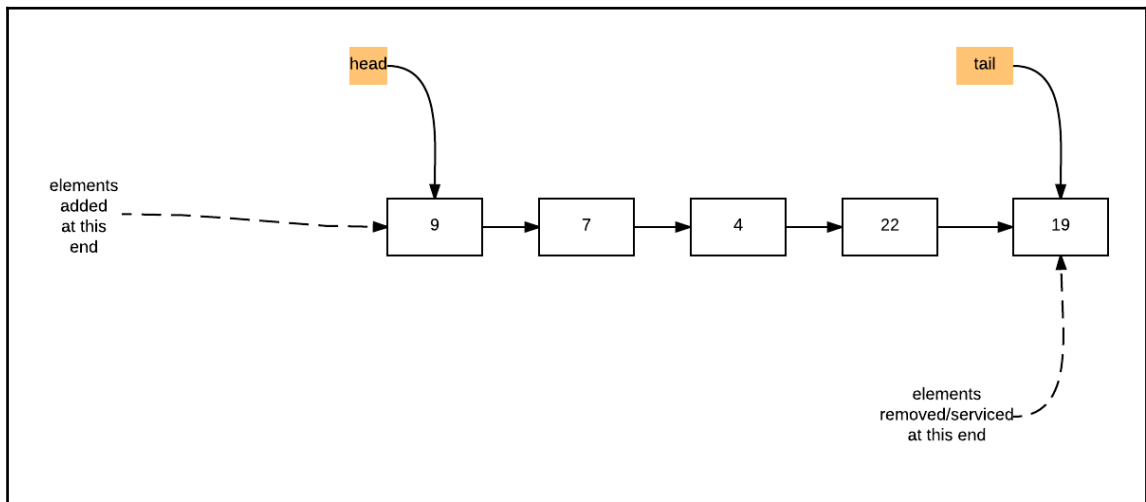 head
tail
elements
added
at this
end
9
7
4
22
19
elements
removed/serviced
at this end